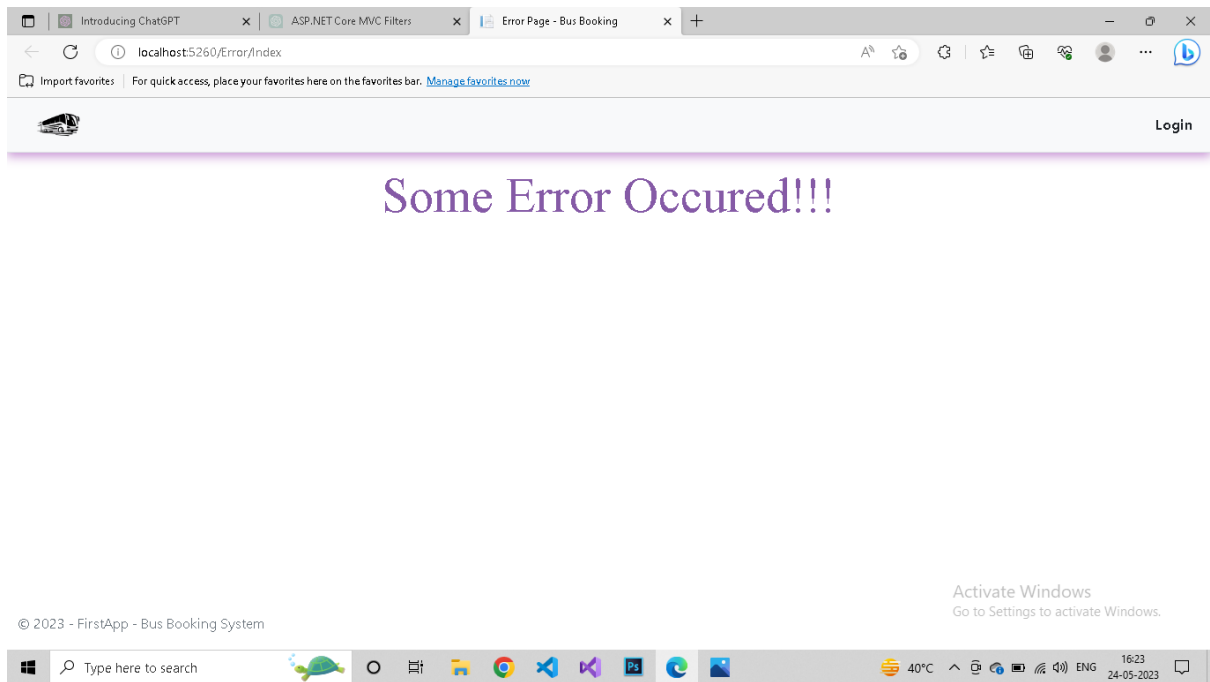 Introducing ChatGPT
ASP.NET Core MVC Filters
Error Page - Bus Booking
localhost:5260/Error/Index
Import favorites
For quick access, place your favorites here on the favorites bar. Manage favorites now
Login
Some Error Occured!!!
Activate Windows
Go to Settings to activate Windows.
© 2023 - FirstApp - Bus Booking System
Type here to search
Ps
40°C
ENG
16:23
24-05-2023